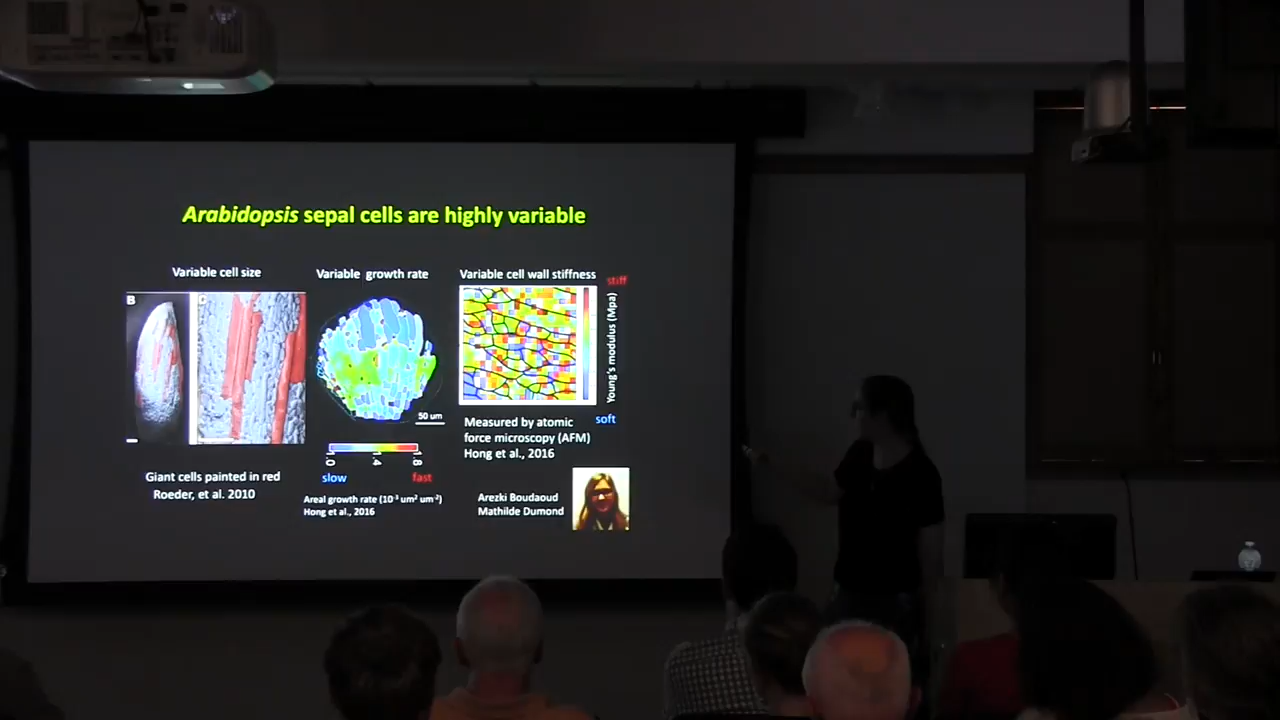 Arabidopsis sepal cells are highly variable
Variable cell size
B
C
Giant cells painted in red
Roeder, et al. 2010
Variable growth rate
50 um
0
.4
.8
slow
fast
Areal growth rate (10⁻³ um² um⁻²)
Hong et al., 2016
Variable cell wall stiffness
stiff
Young's modulus (Mpa)
soft
Measured by atomic
force microscopy (AFM)
Hong et al., 2016
Arezki Boudaoud
Mathilde Dumond